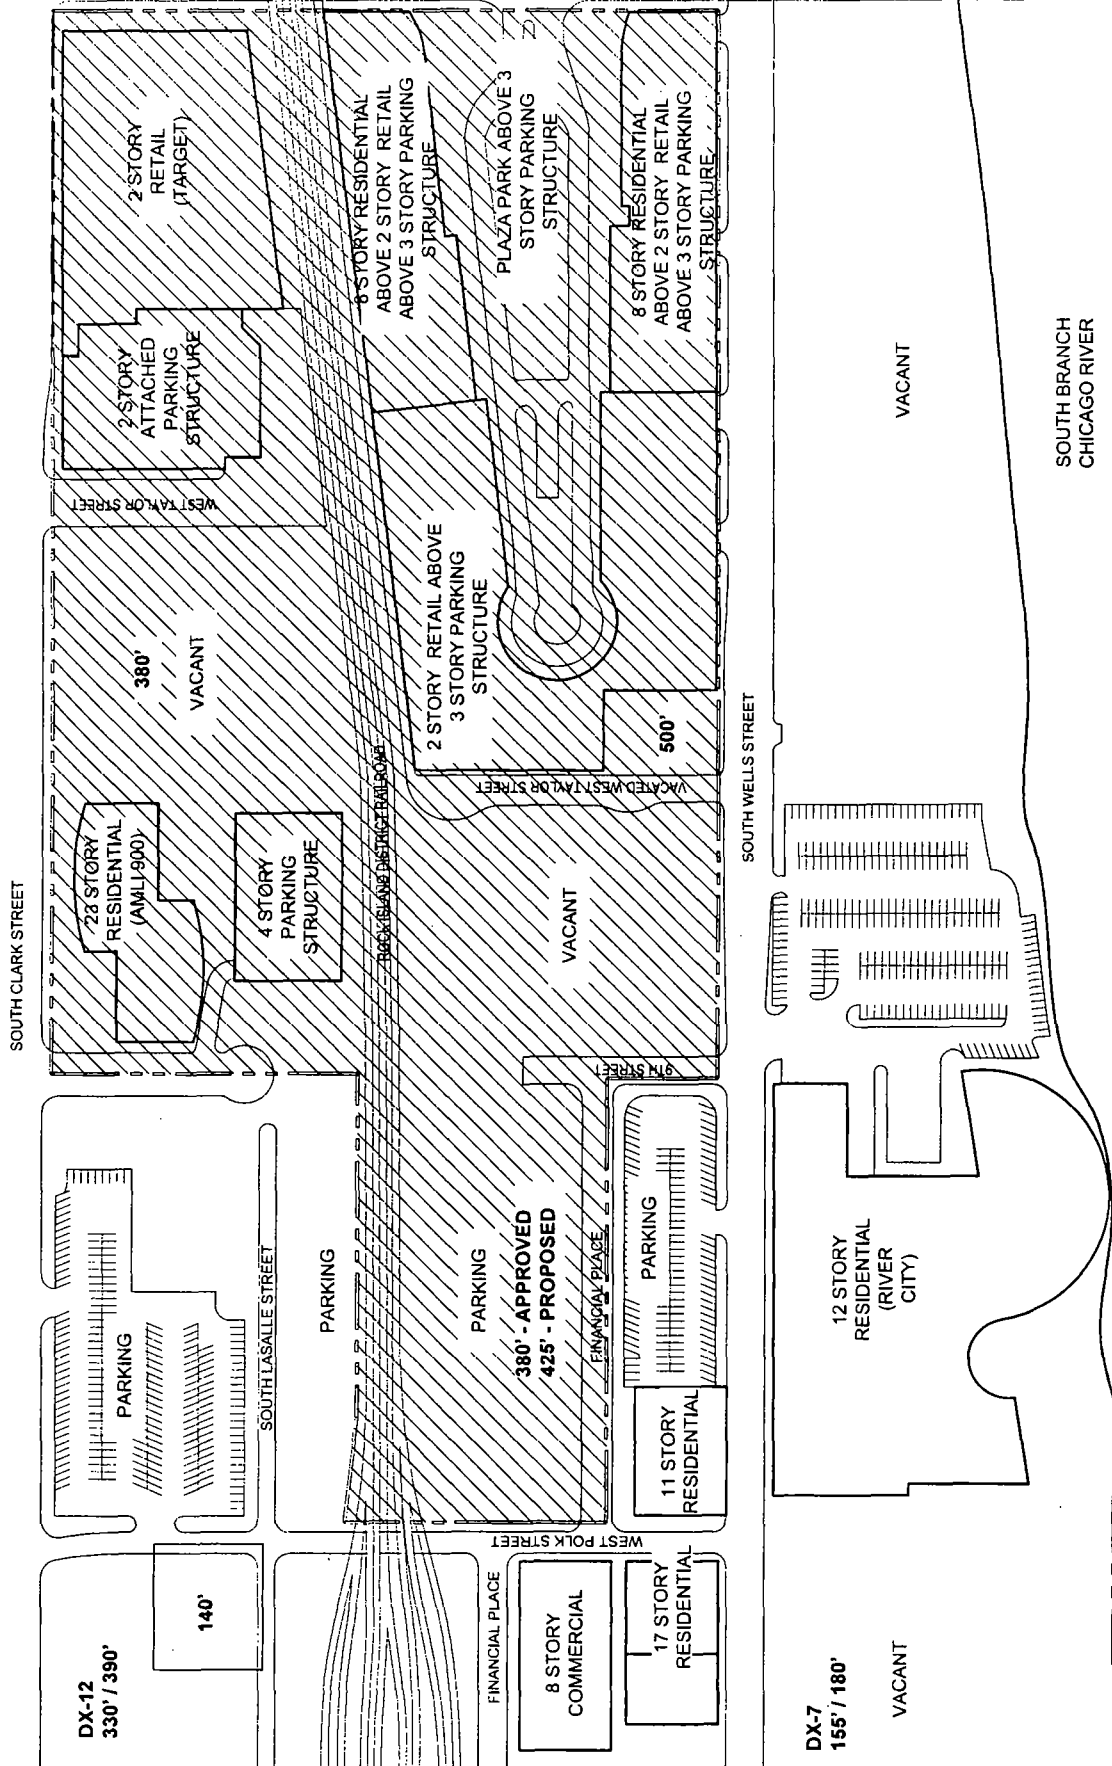 SOUTH CLARK STREET
DX-12
330' / 390'
140'
PARKING
SOUTH LASALLE STREET
PARKING
23 STORY
RESIDENTIAL
(AMLI 900)
4 STORY
PARKING
STRUCTURE
380'
VACANT
WEST TAYLOR STREET
2 STORY
ATTACHED
PARKING
STRUCTURE
2 STORY
RETAIL
(TARGET)
ROCK ISLAND DISTRICT RAILROAD
8 STORY RESIDENTIAL
ABOVE 2 STORY RETAIL
ABOVE 3 STORY PARKING
STRUCTURE
PLAZA PARK ABOVE 3
STORY PARKING
STRUCTURE
8 STORY RESIDENTIAL
ABOVE 2 STORY RETAIL
ABOVE 3 STORY PARKING
STRUCTURE
2 STORY RETAIL ABOVE
3 STORY PARKING
STRUCTURE
500'
VACATED WEST TAYLOR STREET
VACANT
9TH STREET
PARKING
380' - APPROVED
425' - PROPOSED
FINANCIAL PLACE
PARKING
11 STORY
RESIDENTIAL
WEST POLK STREET
FINANCIAL PLACE
8 STORY
COMMERCIAL
17 STORY
RESIDENTIAL
SOUTH WELLS STREET
DX-7
155' / 180'
VACANT
12 STORY
RESIDENTIAL
(RIVER
CITY)
VACANT
SOUTH BRANCH
CHICAGO RIVER